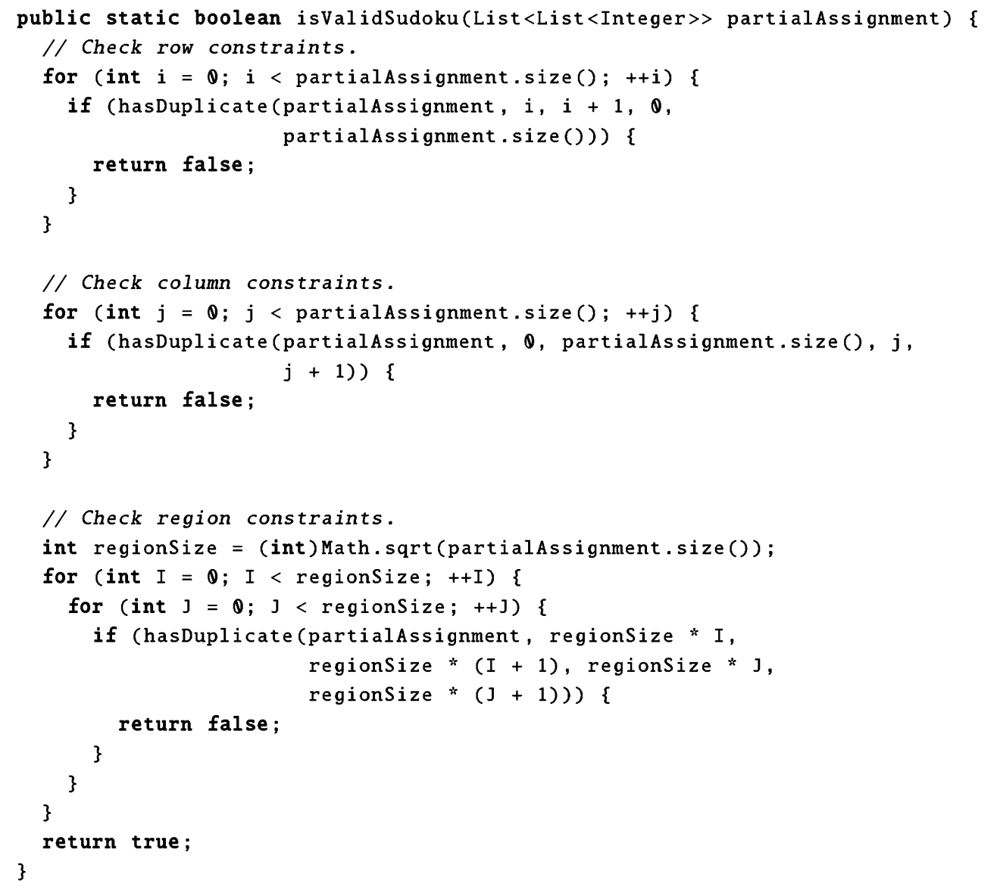 public static boolean isValidSudoku(List<List<Integer>> partialAssignment) {
  // Check row constraints.
  for (int i = 0; i < partialAssignment.size(); ++i) {
    if (hasDuplicate(partialAssignment, i, i + 1, 0,
                     partialAssignment.size())) {
      return false;
    }
  }

  // Check column constraints.
  for (int j = 0; j < partialAssignment.size(); ++j) {
    if (hasDuplicate(partialAssignment, 0, partialAssignment.size(), j,
                     j + 1)) {
      return false;
    }
  }

  // Check region constraints.
  int regionSize = (int)Math.sqrt(partialAssignment.size());
  for (int I = 0; I < regionSize; ++I) {
    for (int J = 0; J < regionSize; ++J) {
      if (hasDuplicate(partialAssignment, regionSize * I,
                       regionSize * (I + 1), regionSize * J,
                       regionSize * (J + 1))) {
        return false;
      }
    }
  }
  return true;
}